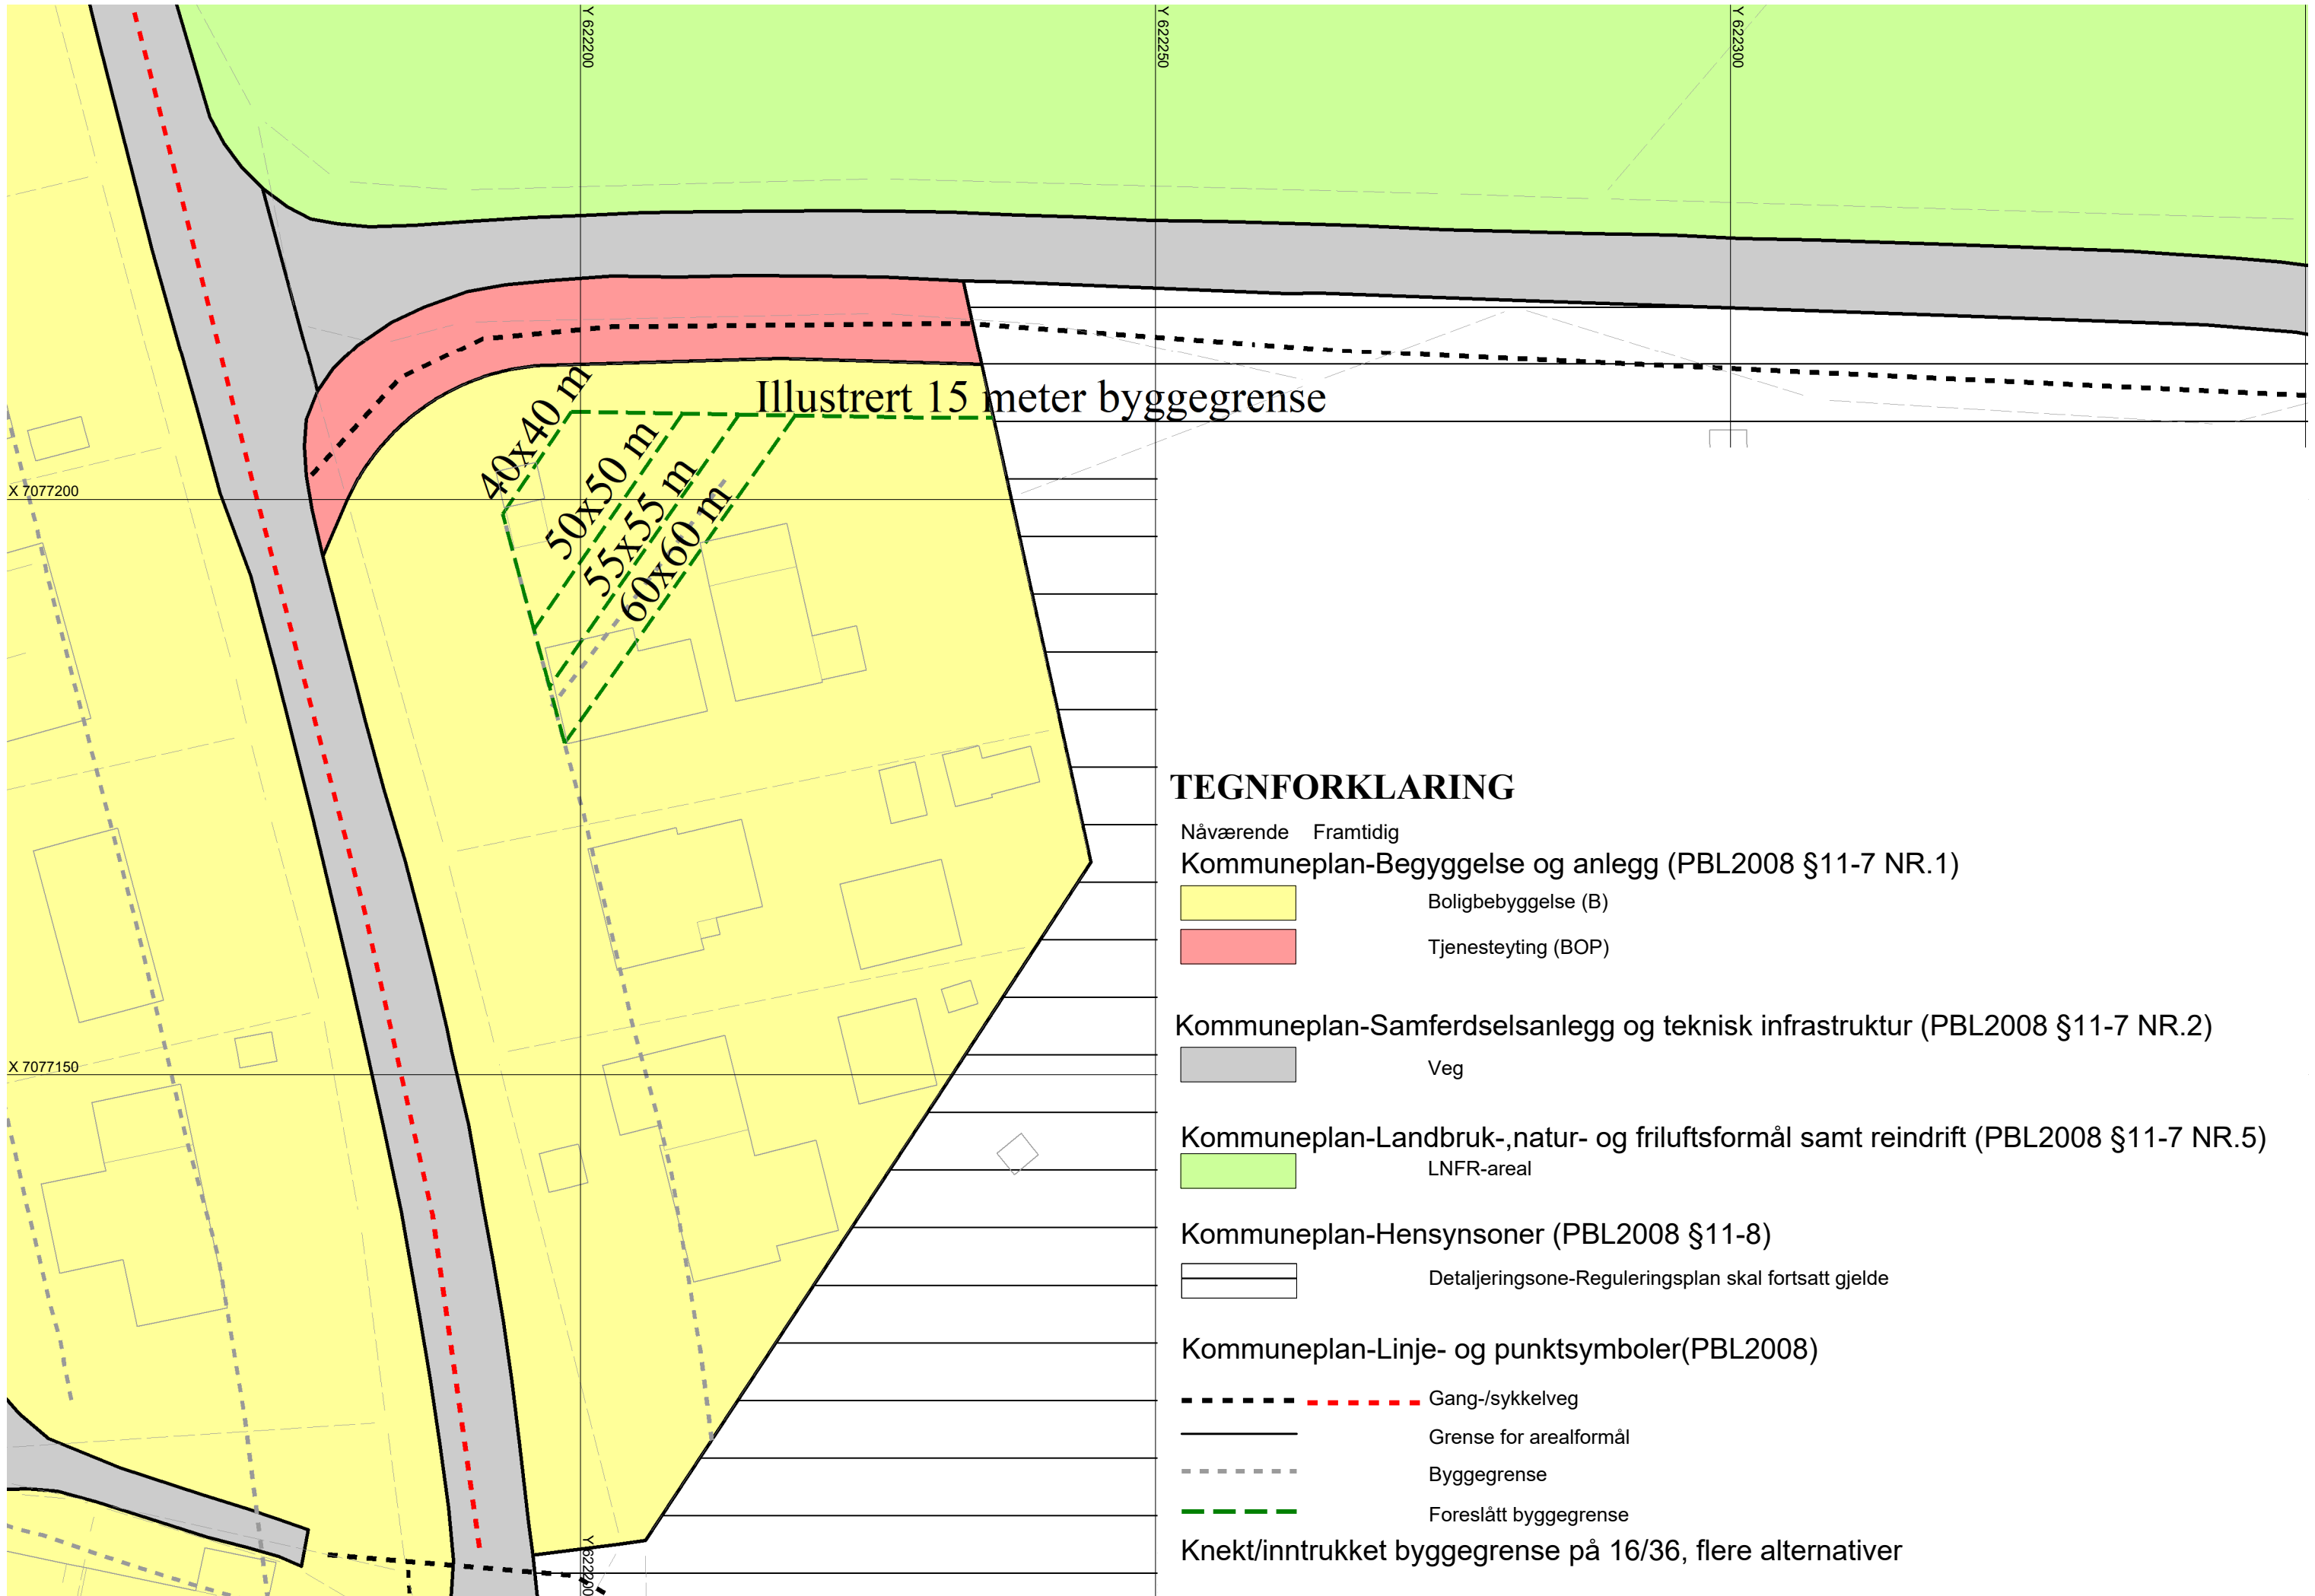 Y 622200
Y 622250
Y 622300
Illustrert 15 meter byggegrense
40x40 m
50x50 m
55x55 m
60x60 m
X 7077200
X 7077150
Y 622200
TEGNFORKLARING
Nåværende Framtidig
Kommuneplan-Begyggelse og anlegg (PBL2008 §11-7 NR.1)
Boligbebyggelse (B)
Tjenesteyting (BOP)
Kommuneplan-Samferdselsanlegg og teknisk infrastruktur (PBL2008 §11-7 NR.2)
Veg
Kommuneplan-Landbruk-,natur- og friluftsformål samt reindrift (PBL2008 §11-7 NR.5)
LNFR-areal
Kommuneplan-Hensynsoner (PBL2008 §11-8)
Detaljeringsone-Reguleringsplan skal fortsatt gjelde
Kommuneplan-Linje- og punktsymboler(PBL2008)
Gang-/sykkelveg
Grense for arealformål
Byggegrense
Foreslått byggegrense
Knekt/inntrukket byggegrense på 16/36, flere alternativer